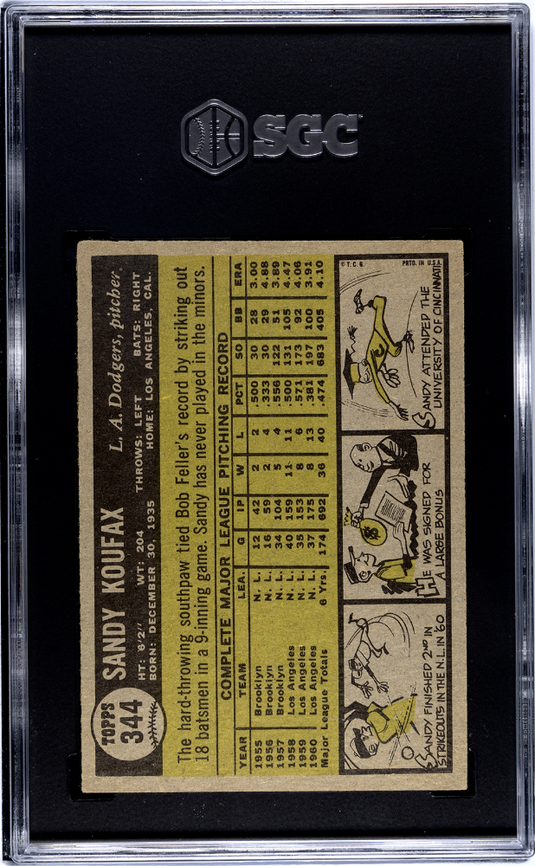 SGC
TOPPS
344
SANDY KOUFAX
L. A. Dodgers, pitcher
HT: 6'2" WT: 204 THROWS: LEFT BATS: RIGHT
BORN: DECEMBER 30, 1935 HOME: LOS ANGELES, CAL.
The hard-throwing southpaw tied Bob Feller's record by striking out
18 batsmen in a 9-inning game. Sandy has never played in the minors.
COMPLETE MAJOR LEAGUE PITCHING RECORD
YEAR TEAM LEA. G IP W L PCT SO BB ERA
1955 Brooklyn N. L. 12 42 2 2 .500 30 28 3.00
1956 Brooklyn N. L. 16 59 2 4 .333 30 29 4.88
1957 Brooklyn N. L. 34 104 5 4 .556 122 51 3.89
1958 Los Angeles N. L. 40 159 11 11 .500 131 105 4.47
1959 Los Angeles N. L. 35 153 8 6 .571 173 92 4.06
1960 Los Angeles N. L. 37 175 8 13 .381 197 100 3.91
Major League Totals 6 Yrs. 174 692 36 40 .474 683 405 4.10
SANDY FINISHED 2ND IN
STRIKEOUTS IN THE N.L. IN '60
$
HE WAS SIGNED FOR
A LARGE BONUS
© T. C. G. PRTD. IN U.S.A.
SANDY ATTENDED THE
UNIVERSITY OF CINCINNATI